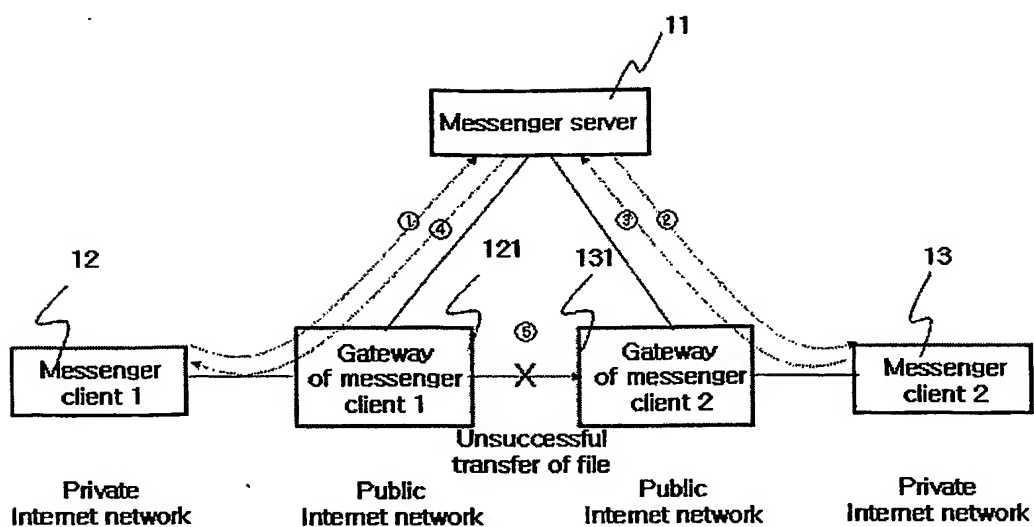 11
Messenger server
① ④ ③ ②
12
121
131
13
⑤
Messenger
client 1
Gateway
of messenger
client 1
Gateway
of messenger
client 2
Messenger
client 2
Unsuccessful
transfer of file
Private
Internet network
Public
Internet network
Public
Internet network
Private
Internet network